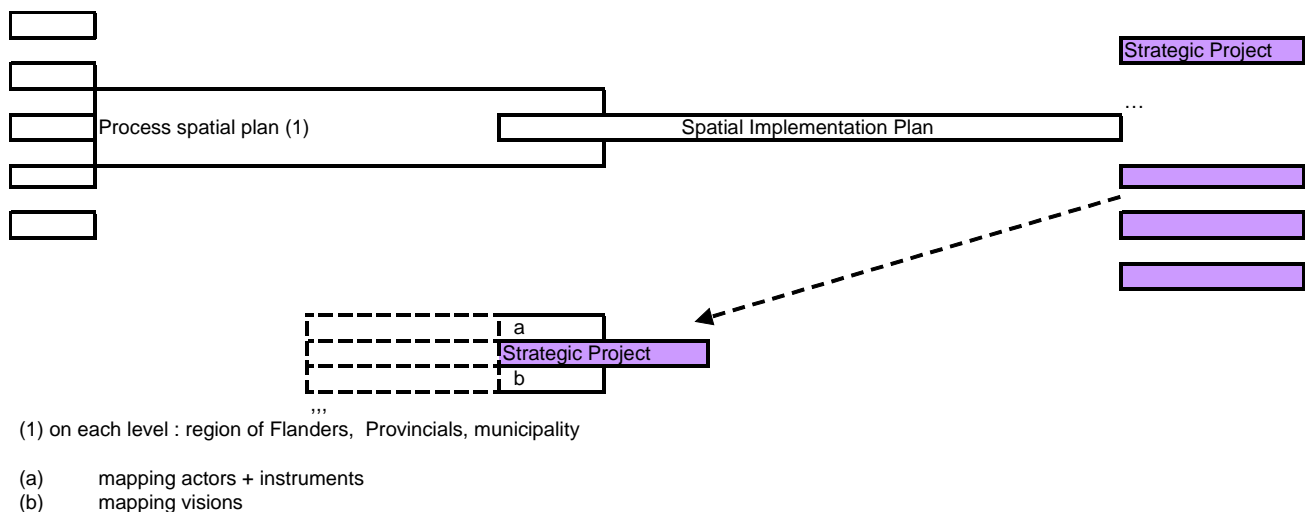 Strategic Project
…
Process spatial plan (1)
Spatial Implementation Plan
a
Strategic Project
b
,,,
(1) on each level : region of Flanders, Provincials, municipality
(a) mapping actors + instruments
(b) mapping visions